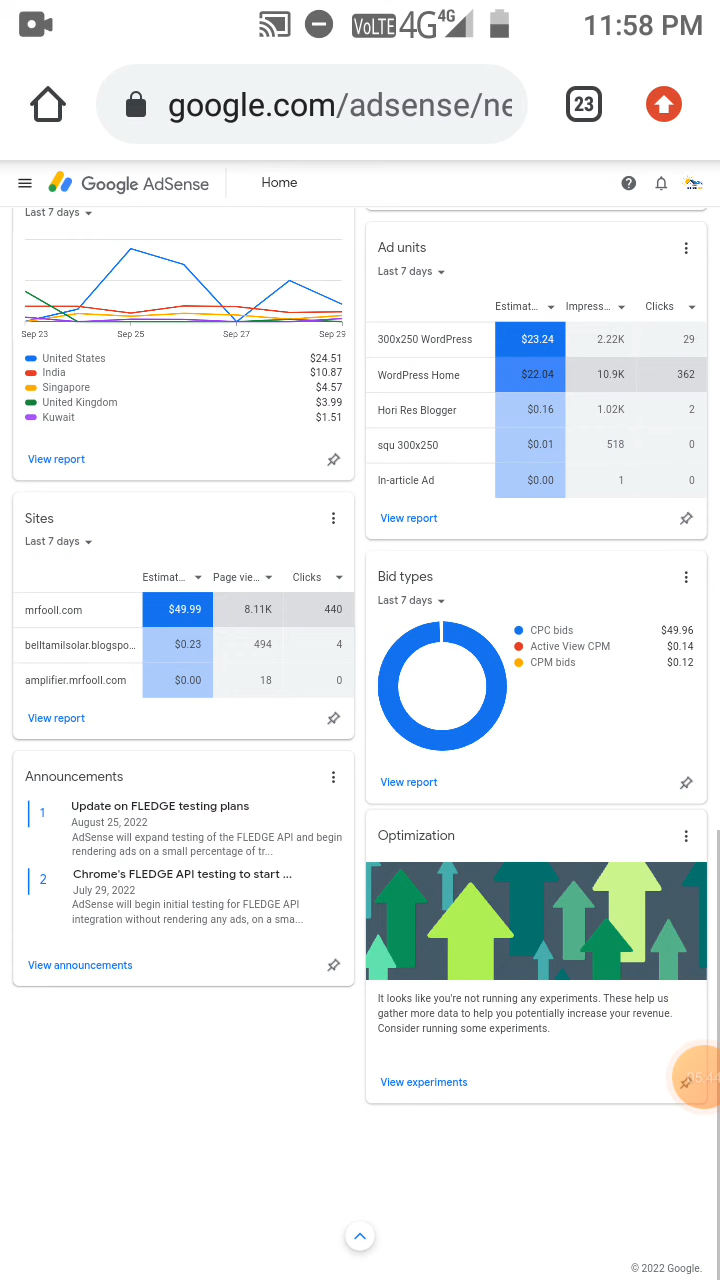 VoLTE 4G 4G 11:58 PM
google.com/adsense/ne
23
Google AdSense Home
Last 7 days
Sep 23 Sep 25 Sep 27 Sep 29
United States $24.51
India $10.87
Singapore $4.57
United Kingdom $3.99
Kuwait $1.51
View report
Sites
Last 7 days
Estimat... Page vie... Clicks
mrfooll.com $49.99 8.11K 440
belltamilsolar.blogspo... $0.23 494 4
amplifier.mrfooll.com $0.00 18 0
View report
Announcements
1 Update on FLEDGE testing plans
August 25, 2022
AdSense will expand testing of the FLEDGE API and begin
rendering ads on a small percentage of tr...
2 Chrome's FLEDGE API testing to start ...
July 29, 2022
AdSense will begin initial testing for FLEDGE API
integration without rendering any ads, on a sma...
View announcements
Ad units
Last 7 days
Estimat... Impress... Clicks
300x250 WordPress $23.24 2.22K 29
WordPress Home $22.04 10.9K 362
Hori Res Blogger $0.16 1.02K 2
squ 300x250 $0.01 518 0
In-article Ad $0.00 1 0
View report
Bid types
Last 7 days
CPC bids $49.96
Active View CPM $0.14
CPM bids $0.12
View report
Optimization
It looks like you're not running any experiments. These help us
gather more data to help you potentially increase your revenue.
Consider running some experiments.
View experiments
© 2022 Google.